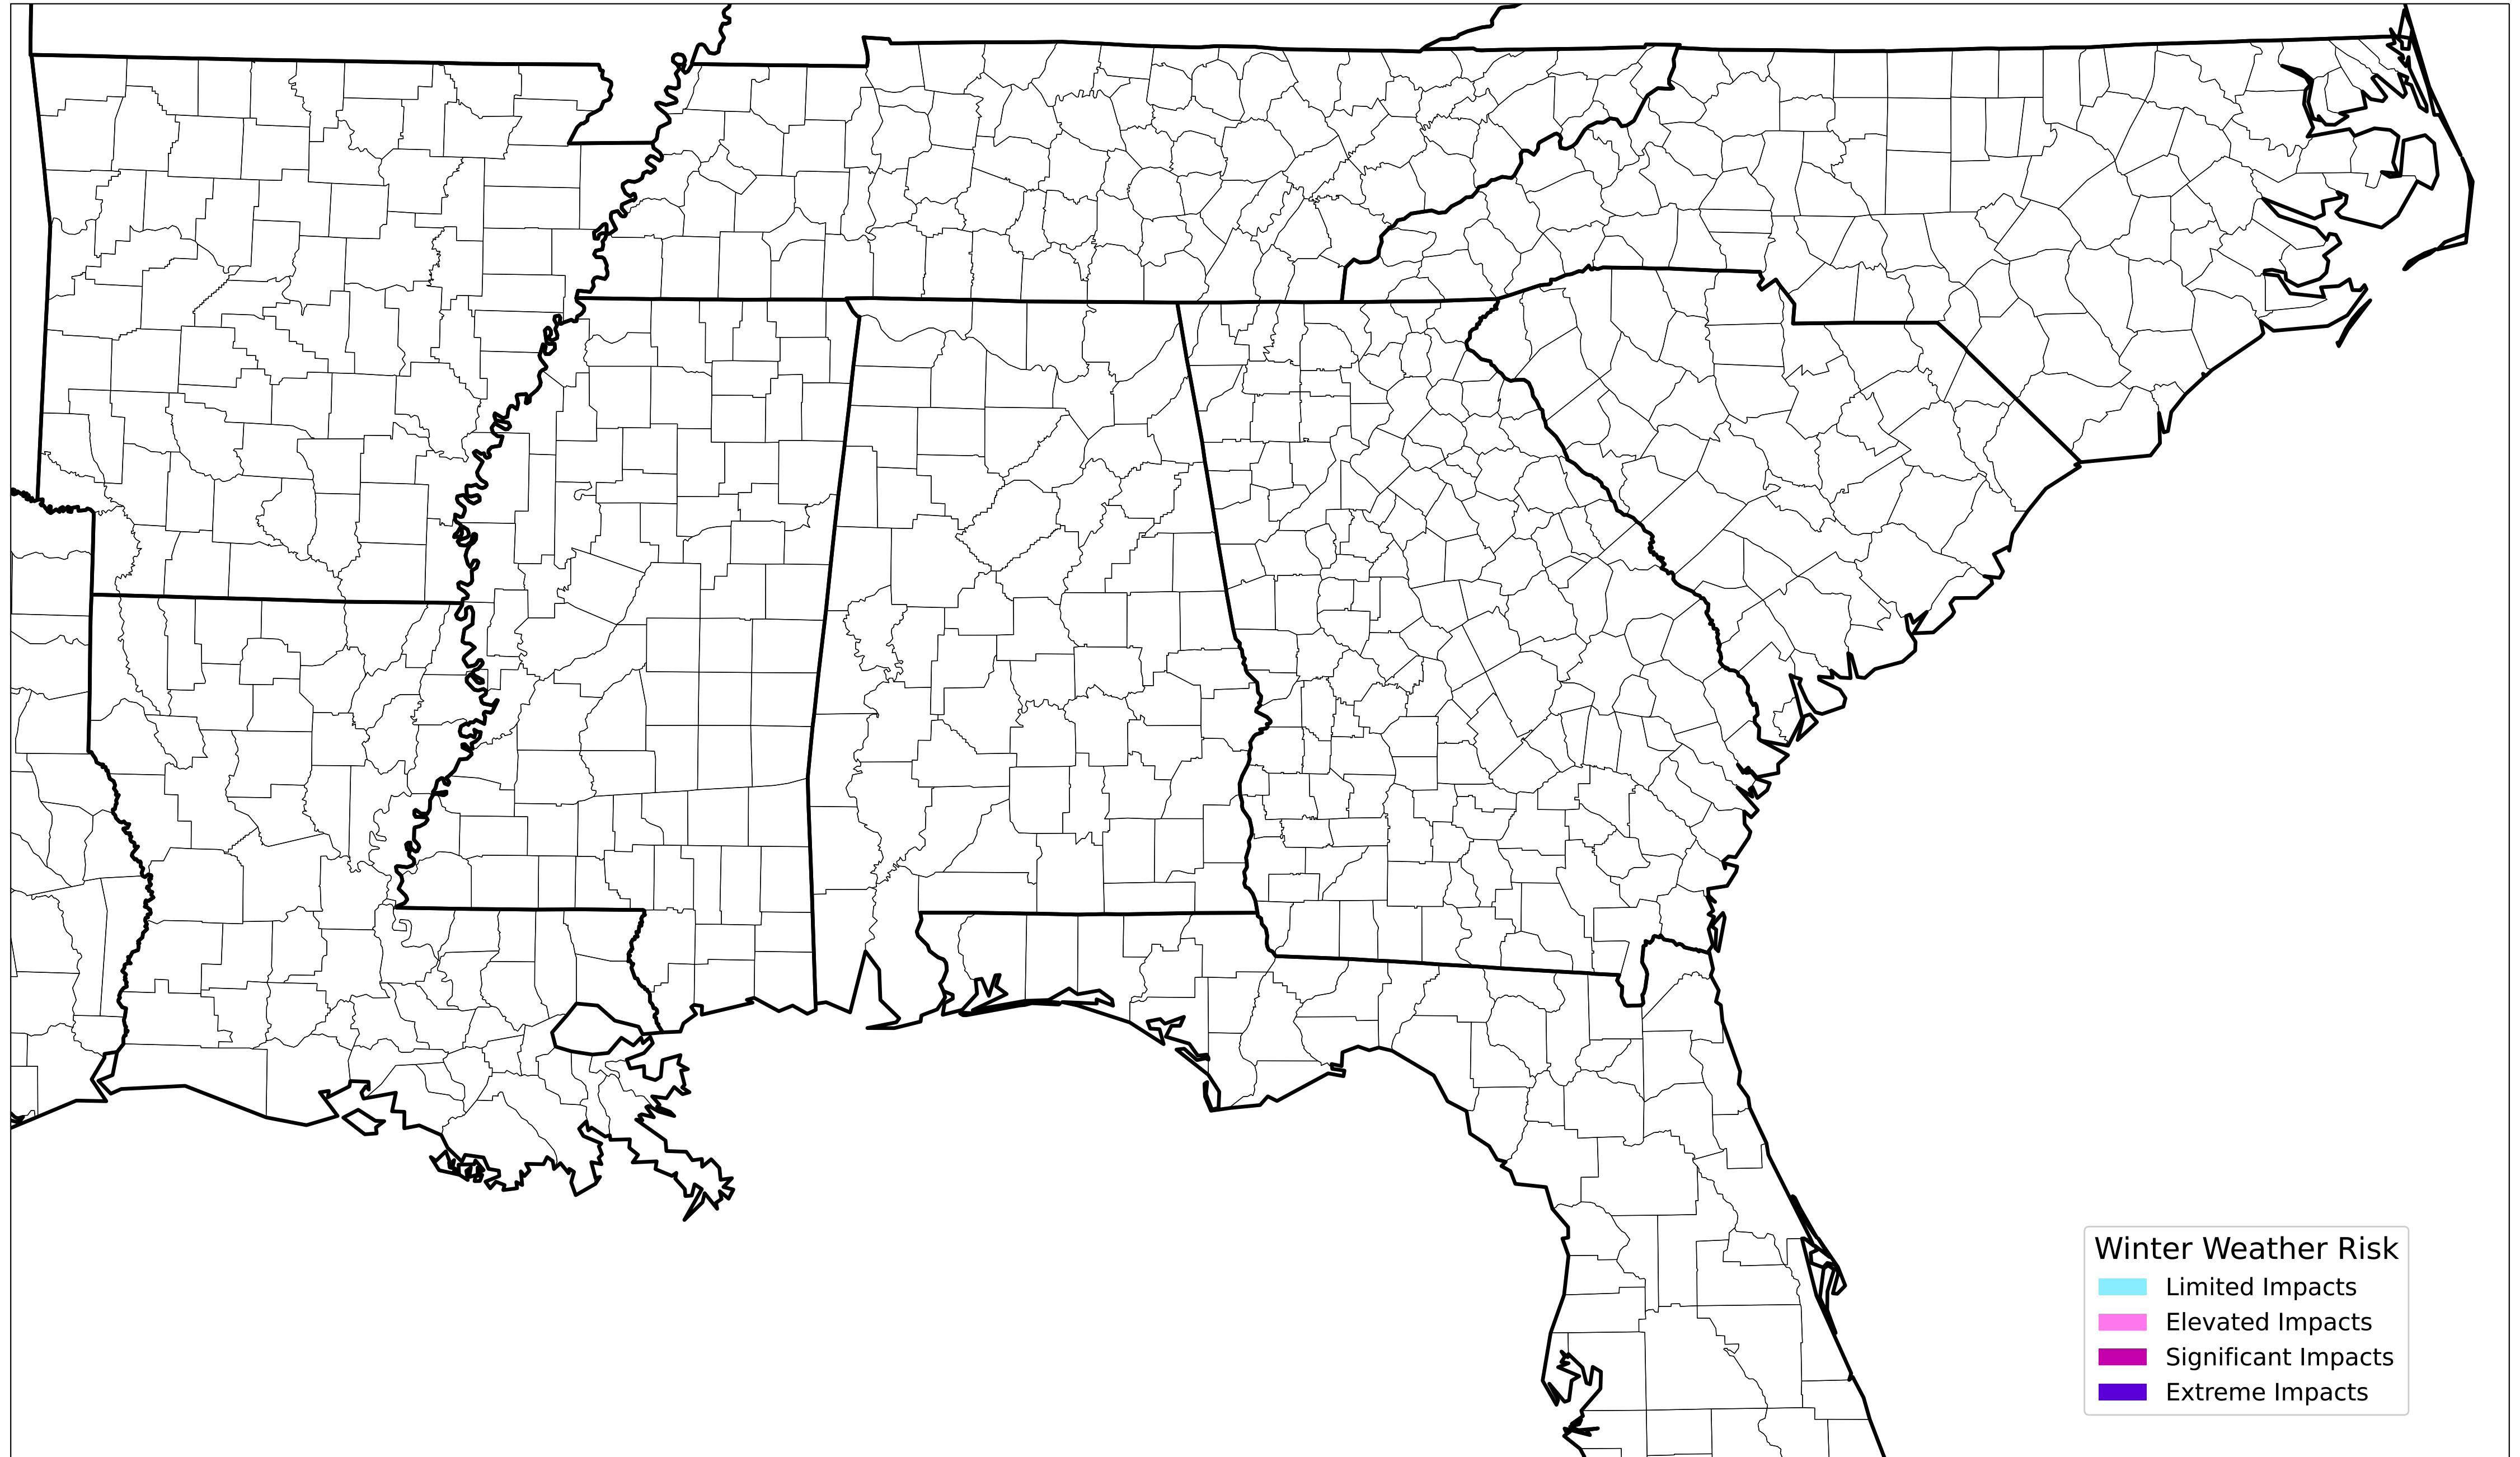 Winter Weather Risk
Limited Impacts
Elevated Impacts
Significant Impacts
Extreme Impacts